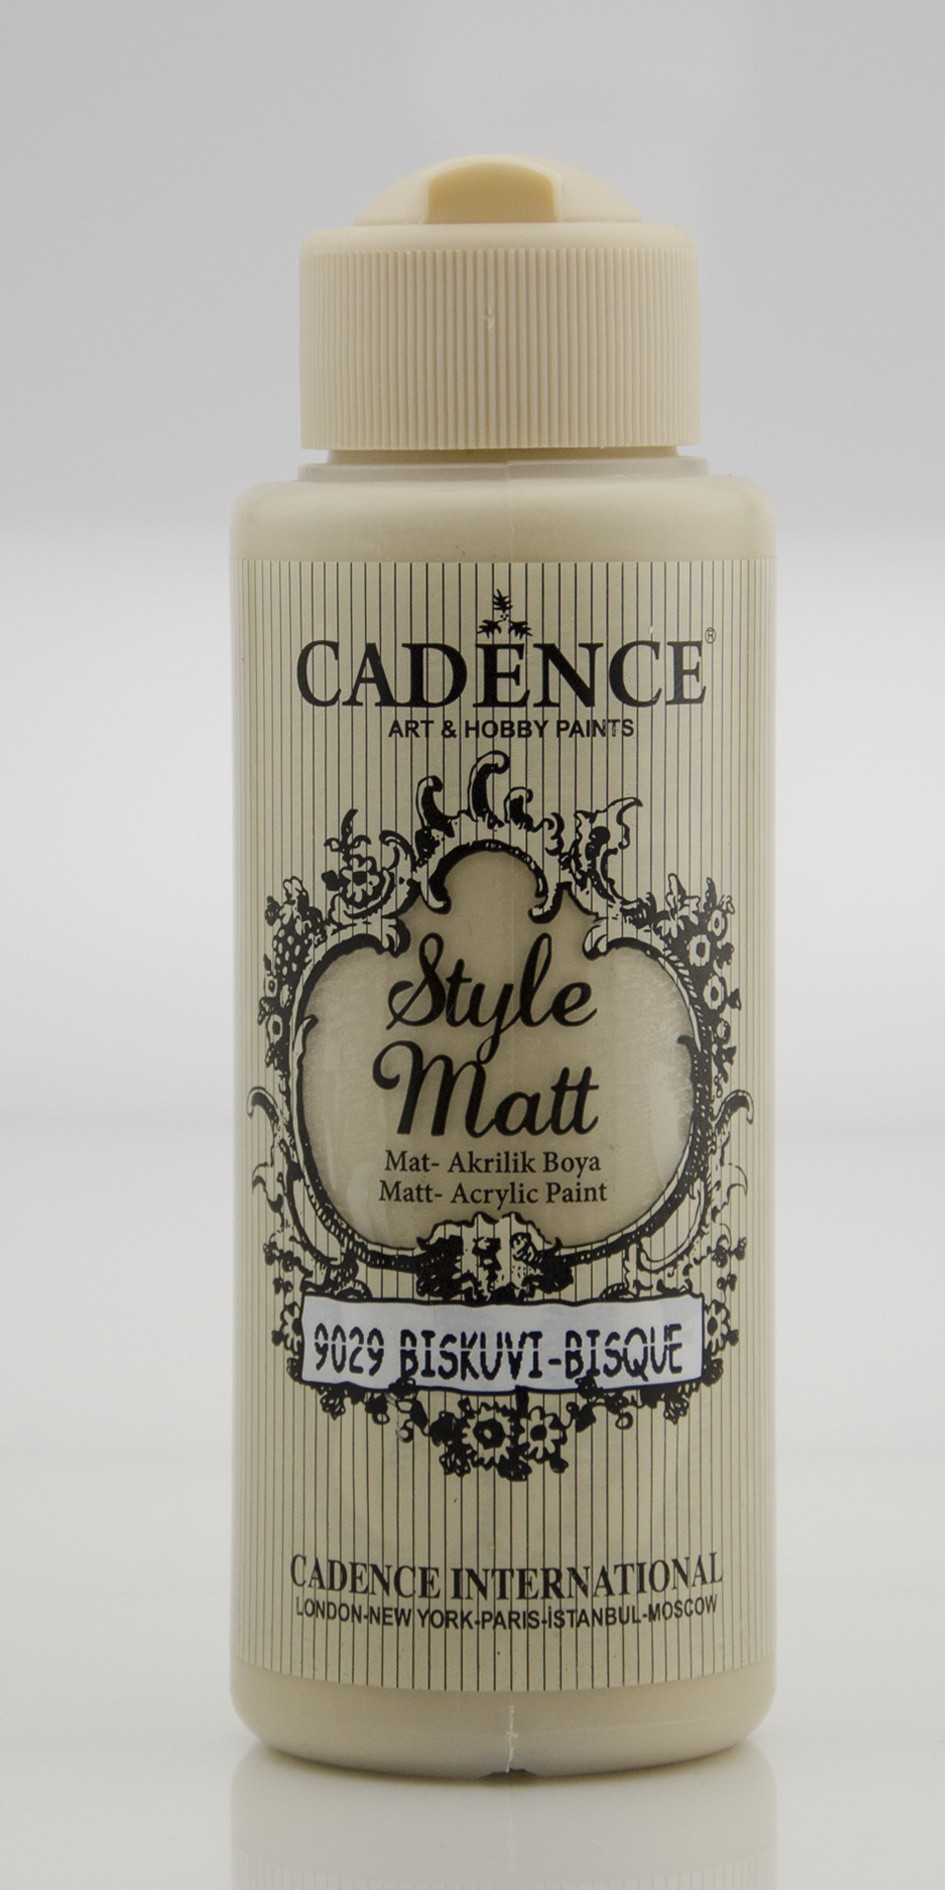 CADENCE®
ART & HOBBY PAINTS
Style
Matt
Mat- Akrilik Boya
Matt- Acrylic Paint
9029 BISKUVI-BISQUE
CADENCE INTERNATIONAL
LONDON-NEW YORK-PARIS-İSTANBUL-MOSCOW